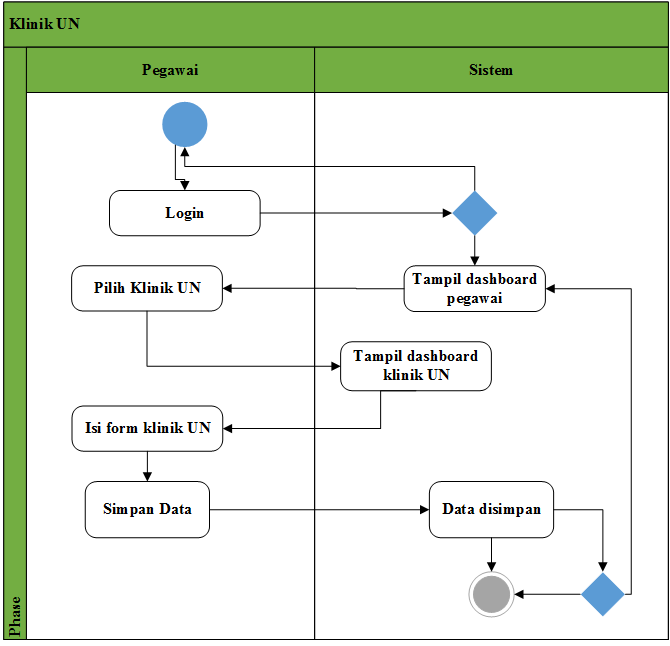 Klinik UN
Pegawai
Sistem
Login
Tampil dashboard
pegawai
Pilih Klinik UN
Tampil dashboard
klinik UN
Isi form klinik UN
Simpan Data
Data disimpan
Phase